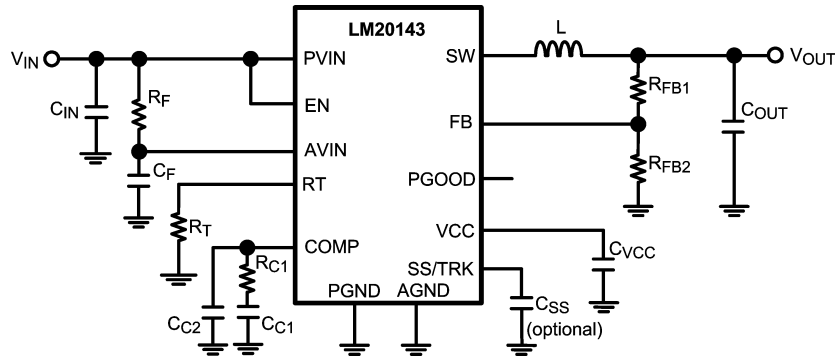 LM20143
VIN
PVIN
SW
L
VOUT
CIN
RF
EN
RFB1
COUT
FB
AVIN
CF
RFB2
RT
PGOOD
RT
VCC
COMP
RC1
CVCC
SS/TRK
PGND
AGND
CC2
CC1
CSS
(optional)